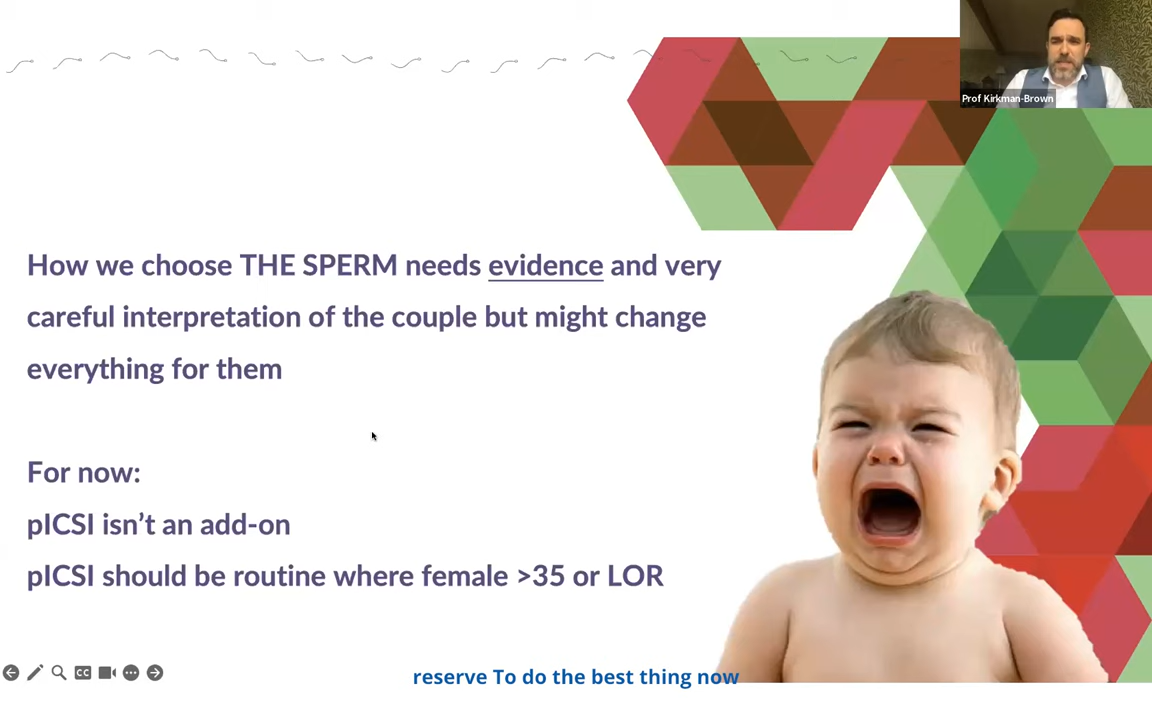 Prof Kirkman-Brown
How we choose THE SPERM needs evidence and very
careful interpretation of the couple but might change
everything for them
For now:
pICSI isn’t an add-on
pICSI should be routine where female >35 or LOR
CC
reserve To do the best thing now